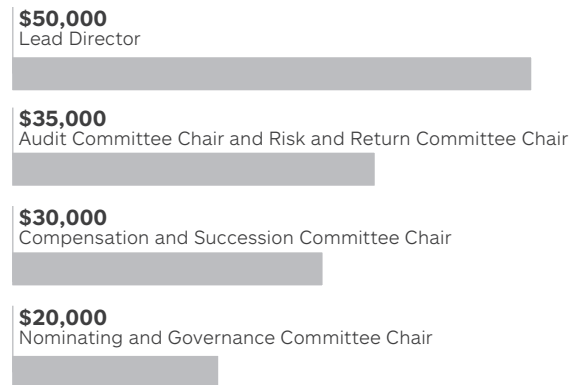 $50,000
Lead Director
$35,000
Audit Committee Chair and Risk and Return Committee Chair
$30,000
Compensation and Succession Committee Chair
$20,000
Nominating and Governance Committee Chair